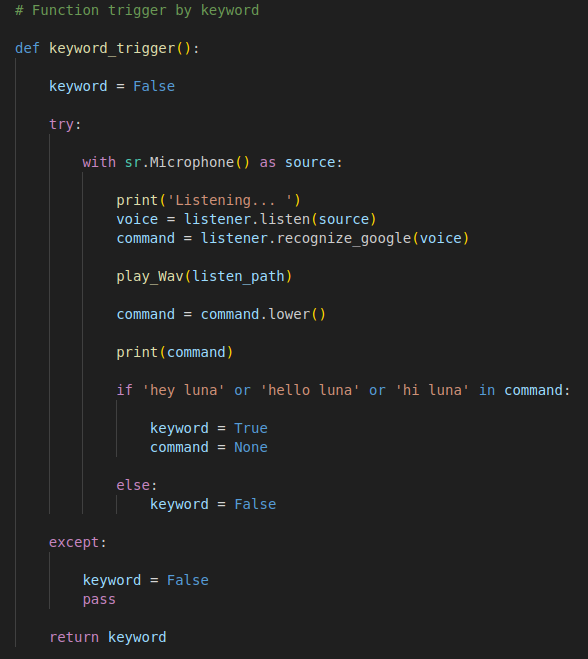 # Function trigger by keyword
def keyword_trigger():
keyword = False
try:
with sr.Microphone() as source:
print('Listening... ')
voice = listener.listen(source)
command = listener.recognize_google(voice)
play_Wav(listen_path)
command = command.lower()
print(command)
if 'hey luna' or 'hello luna' or 'hi luna' in command:
keyword = True
command = None
else:
keyword = False
except:
keyword = False
pass
return keyword